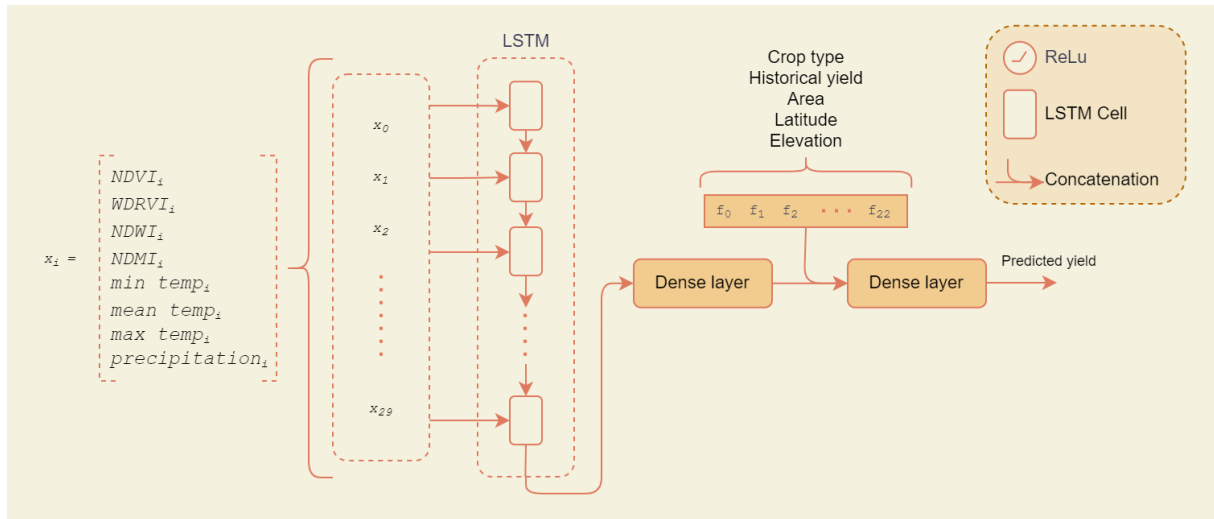 LSTM
x₀
x₁
x₂
x₂₉
xᵢ =
NDVIᵢ
WDRVIᵢ
NDWIᵢ
NDMIᵢ
min tempᵢ
mean tempᵢ
max tempᵢ
precipitationᵢ
Crop type
Historical yield
Area
Latitude
Elevation
f₀ f₁ f₂ ··· f₂₂
Dense layer
Dense layer
Predicted yield
ReLu
LSTM Cell
Concatenation